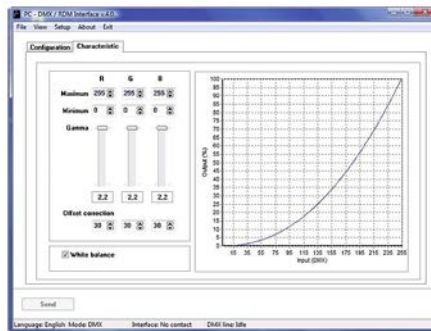 PC - DMX / RDM Interface v.4.0
File View Setup About Exit
Configuration Characteristic
R G B
Maximum 255 255 255
Minimum 0 0 0
Gamma
2,2 2,2 2,2
Offset correction
30 30 30
White balance
Output (%)
100
95
90
85
80
75
70
65
60
55
50
45
40
35
30
25
20
15
10
5
0
15 35 55 75 95 115 135 155 175 195 215 235 255
Input (DMX)
Send
Language: English Mode: DMX Interface: No contact DMX line: Idle